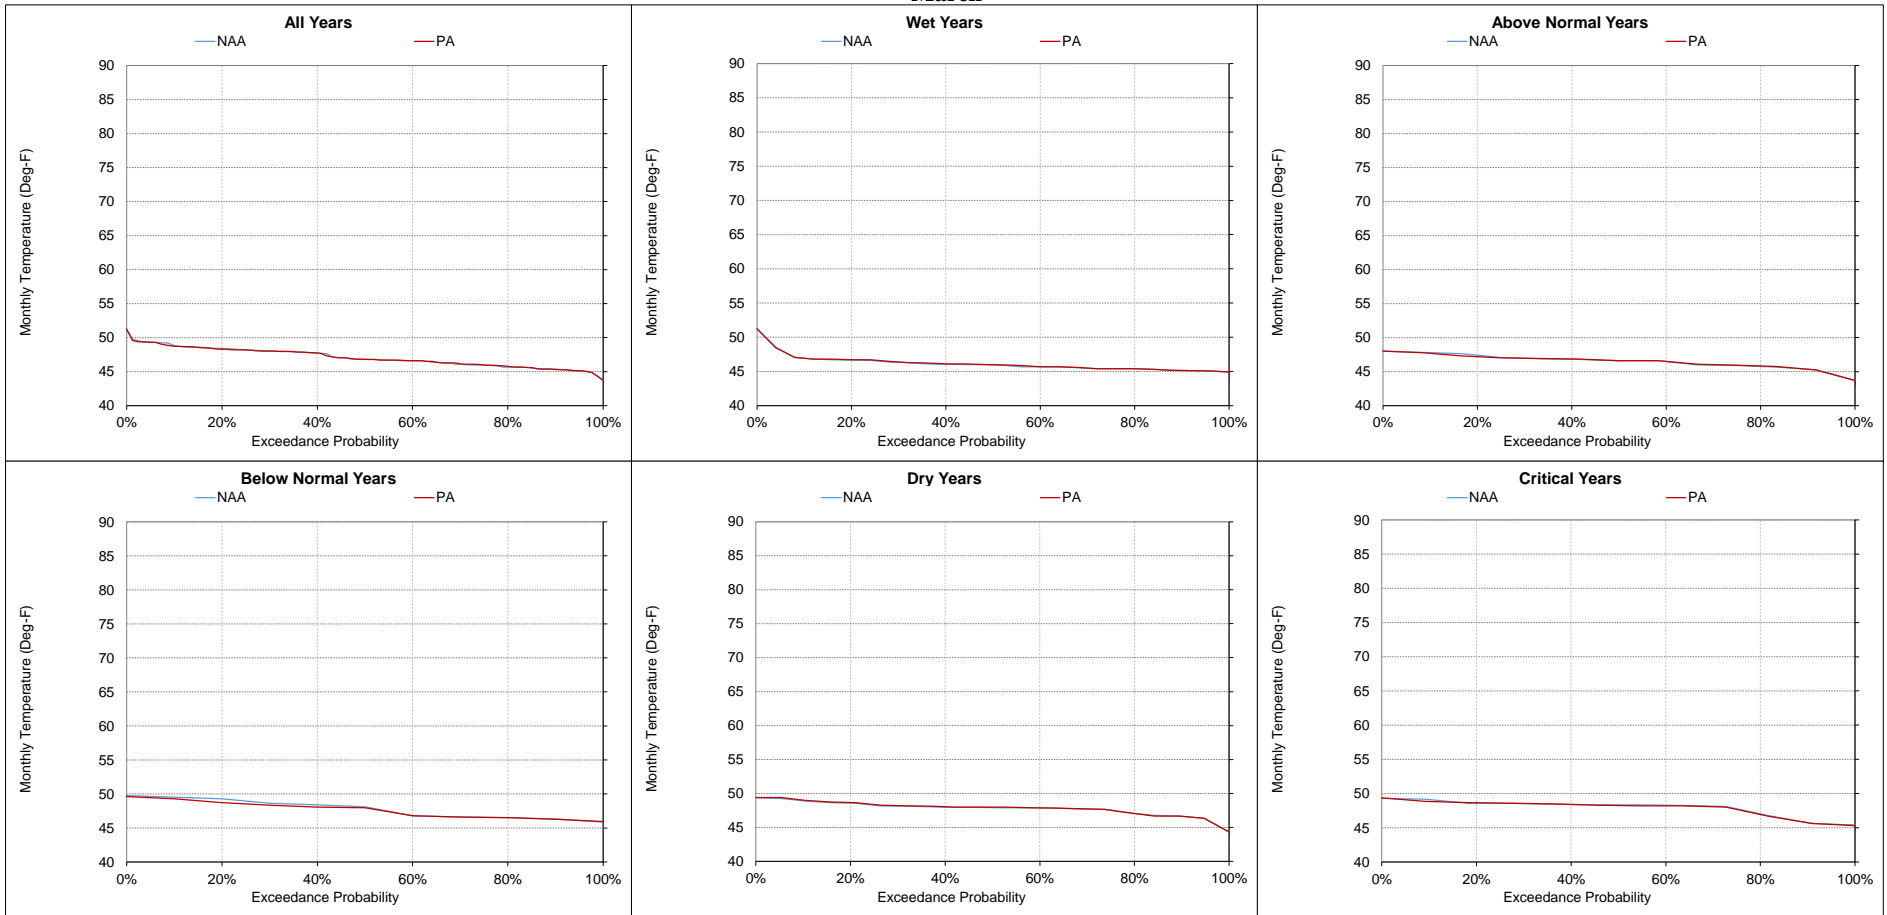 All Years
NAA PA
Monthly Temperature (Deg-F)
90
85
80
75
70
65
60
55
50
45
40
0% 20% 40% 60% 80% 100%
Exceedance Probability
Wet Years
NAA PA
Monthly Temperature (Deg-F)
90
85
80
75
70
65
60
55
50
45
40
0% 20% 40% 60% 80% 100%
Exceedance Probability
Above Normal Years
NAA PA
Monthly Temperature (Deg-F)
90
85
80
75
70
65
60
55
50
45
40
0% 20% 40% 60% 80% 100%
Exceedance Probability
Below Normal Years
NAA PA
Monthly Temperature (Deg-F)
90
85
80
75
70
65
60
55
50
45
40
0% 20% 40% 60% 80% 100%
Exceedance Probability
Dry Years
NAA PA
Monthly Temperature (Deg-F)
90
85
80
75
70
65
60
55
50
45
40
0% 20% 40% 60% 80% 100%
Exceedance Probability
Critical Years
NAA PA
Monthly Temperature (Deg-F)
90
85
80
75
70
65
60
55
50
45
40
0% 20% 40% 60% 80% 100%
Exceedance Probability